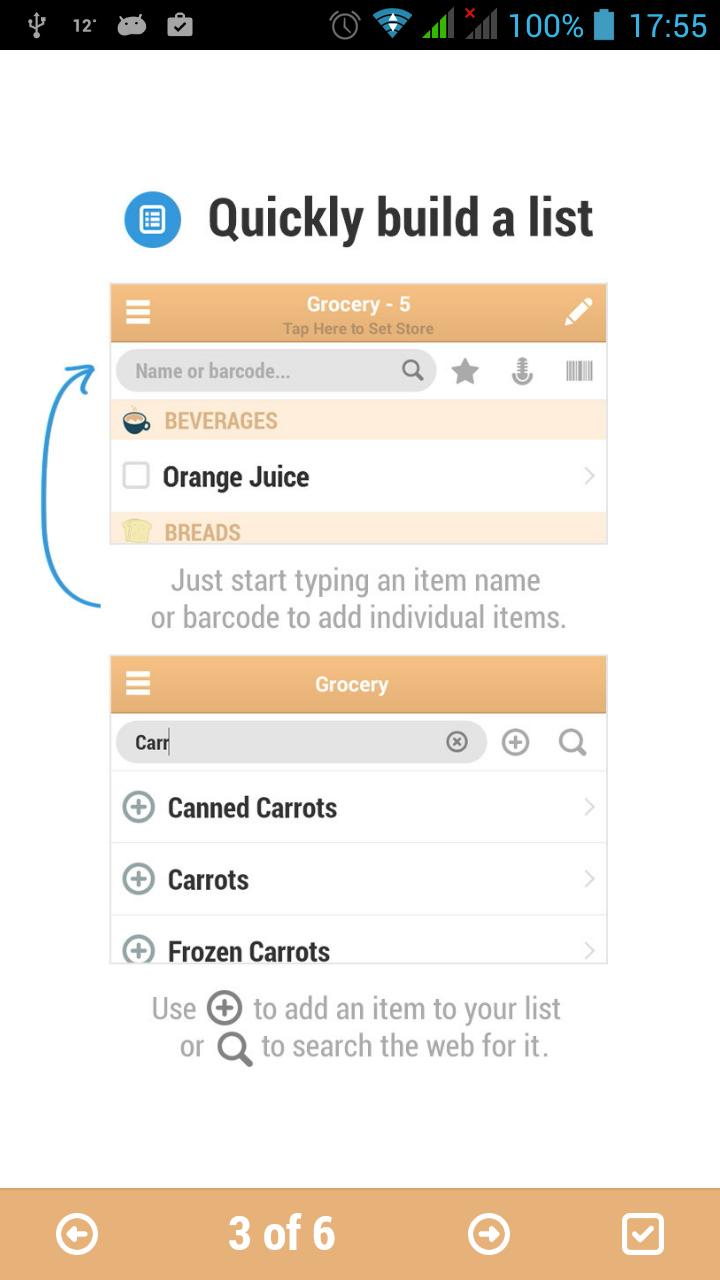 12°
100%
17:55
Quickly build a list
Grocery - 5
Tap Here to Set Store
Name or barcode...
BEVERAGES
Orange Juice
BREADS
Just start typing an item name
or barcode to add individual items.
Grocery
Carr
Canned Carrots
Carrots
Frozen Carrots
Use to add an item to your list
or to search the web for it.
3 of 6